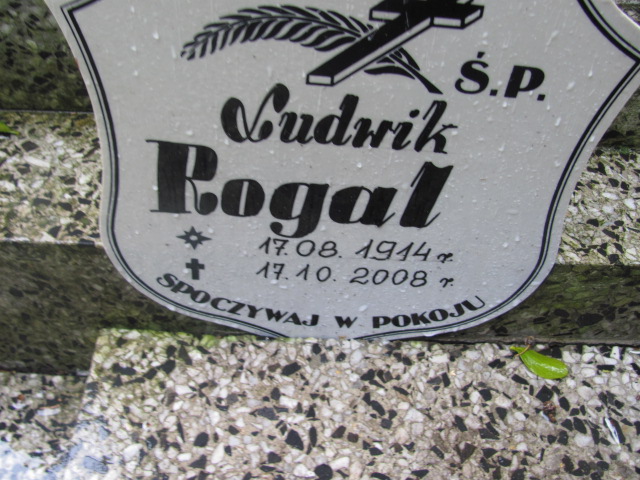 Ś.P.
Ludwik
Rogal
17.08.1914 r.
17.10.2008 r.
SPOCZYWAJ W POKOJU